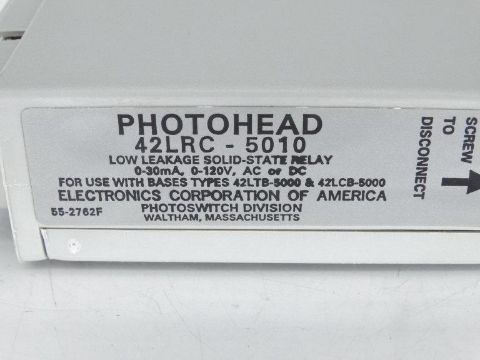 PHOTOHEAD
42LRC - 5010
LOW LEAKAGE SOLID-STATE RELAY
0-30mA, 0-120V, AC or DC
FOR USE WITH BASES TYPES 42LTB-5000 & 42LCB-5000
ELECTRONICS CORPORATION OF AMERICA
55-2762F
PHOTOSWITCH DIVISION
WALTHAM, MASSACHUSETTS
SCREW
TO
DISCONNECT